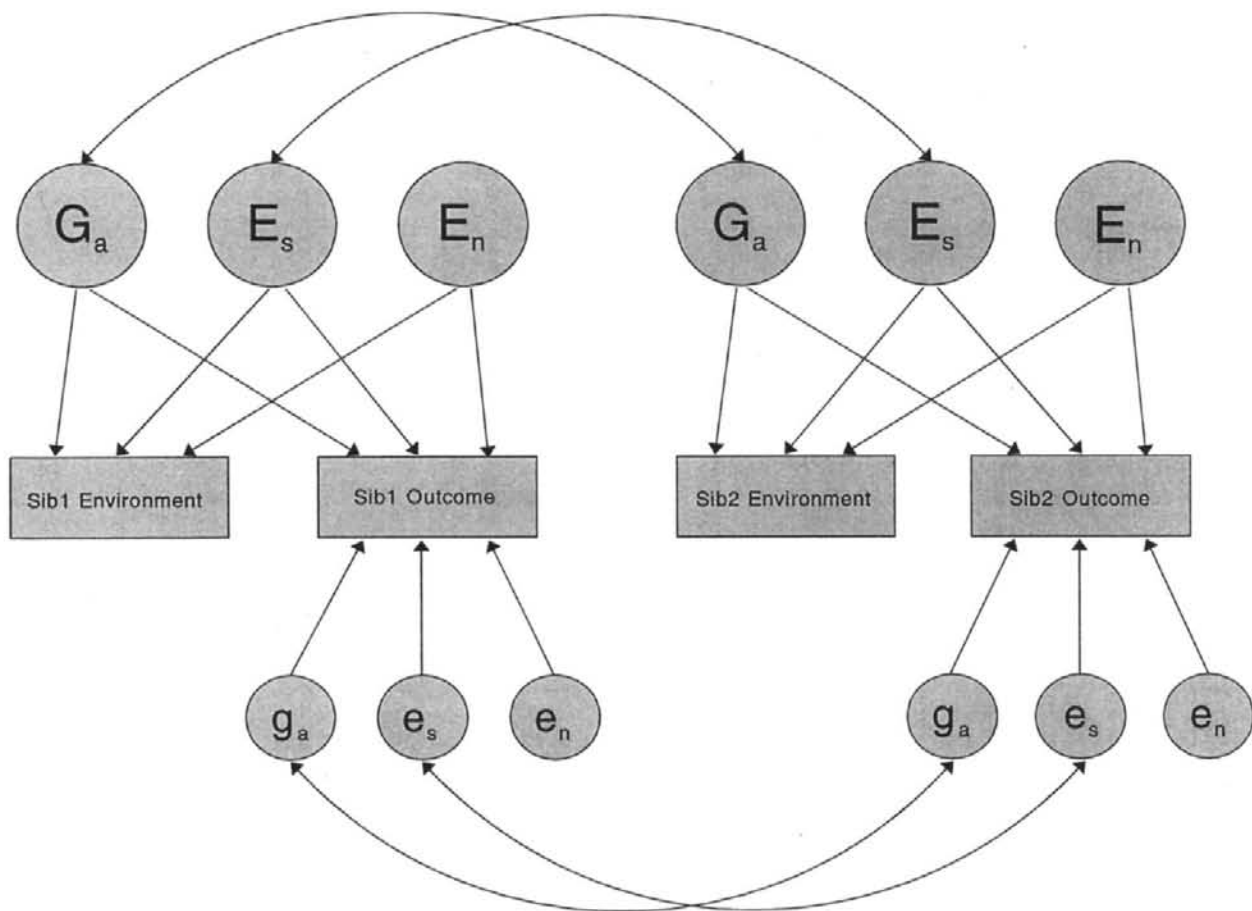 Ga Es En Ga Es En
Sib1 Environment Sib1 Outcome Sib2 Environment Sib2 Outcome
ga es en ga es en